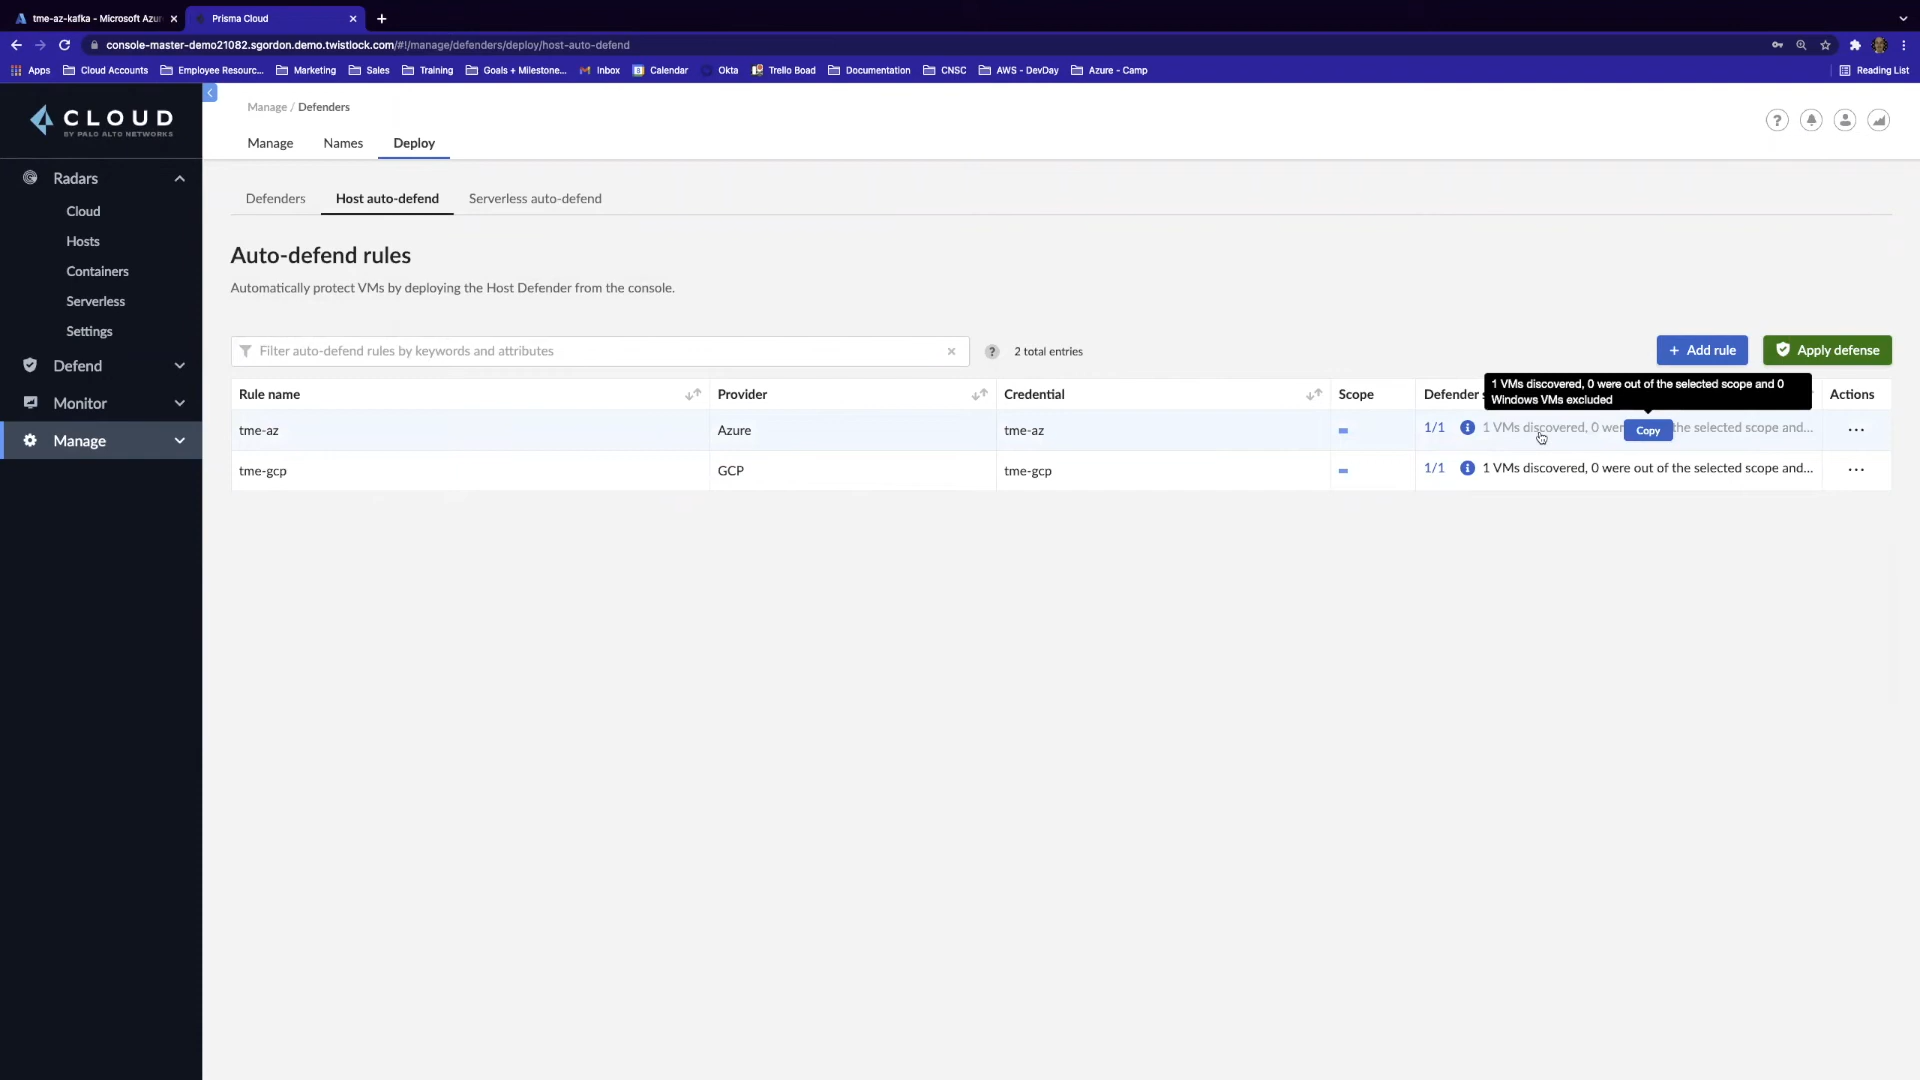 tme-az-kafka - Microsoft Azu
Prisma Cloud
console-master-demo21082.sgordon.demo.twistlock.com/#!/manage/defenders/deploy/host-auto-defend
Apps Cloud Accounts Employee Resourc... Marketing Sales Training Goals + Milestone... Inbox Calendar Okta Trello Boad Documentation CNSC AWS - DevDay Azure - Camp Reading List
CLOUD
BY PALO ALTO NETWORKS
Radars
Cloud
Hosts
Containers
Serverless
Settings
Defend
Monitor
Manage
Manage / Defenders
Manage Names Deploy
Defenders Host auto-defend Serverless auto-defend
Auto-defend rules
Automatically protect VMs by deploying the Host Defender from the console.
Filter auto-defend rules by keywords and attributes
? 2 total entries
+ Add rule
Apply defense
Rule name Provider Credential Scope Defender Actions
1 VMs discovered, 0 were out of the selected scope and 0
Windows VMs excluded
tme-az Azure tme-az 1/1 1 VMs discovered, 0 wer Copy the selected scope and... ...
tme-gcp GCP tme-gcp 1/1 1 VMs discovered, 0 were out of the selected scope and... ...